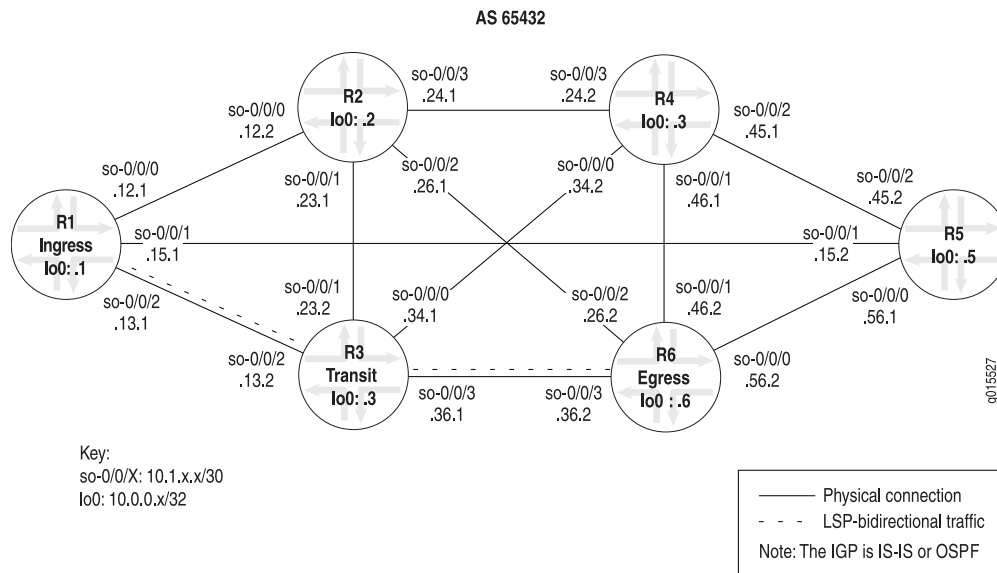 AS 65432
R2
lo0: .2
so-0/0/3
.24.1
so-0/0/3
.24.2
R4
lo0: .3
so-0/0/0
.12.2
so-0/0/2
.45.1
so-0/0/0
.12.1
so-0/0/1
.23.1
so-0/0/2
.26.1
so-0/0/0
.34.2
so-0/0/1
.46.1
so-0/0/2
.45.2
R1
Ingress
lo0: .1
so-0/0/1
.15.1
so-0/0/1
.15.2
R5
lo0: .5
so-0/0/2
.13.1
so-0/0/1
.23.2
so-0/0/0
.34.1
so-0/0/2
.26.2
so-0/0/1
.46.2
so-0/0/0
.56.1
so-0/0/2
.13.2
R3
Transit
lo0: .3
so-0/0/3
.36.1
so-0/0/3
.36.2
R6
Egress
lo0 : .6
so-0/0/0
.56.2
g015527
Key:
so-0/0/X: 10.1.x.x/30
lo0: 10.0.0.x/32
Physical connection
LSP-bidirectional traffic
Note: The IGP is IS-IS or OSPF